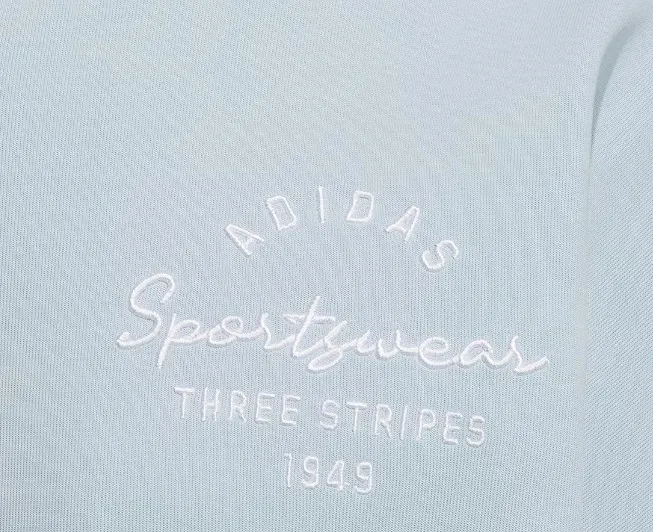 ADIDAS
Sportswear
THREE STRIPES
1949